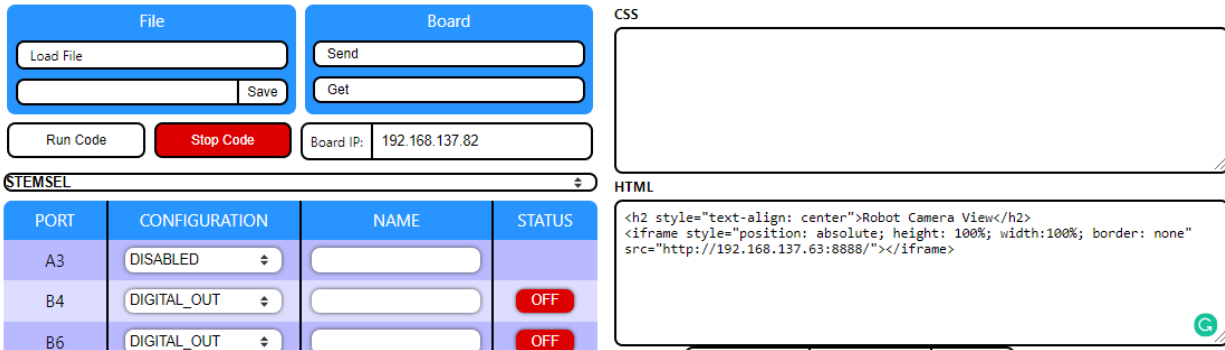 File
Load File
Save
Board
Send
Get
Run Code
Stop Code
Board IP: 192.168.137.82
STEMSEL
PORT CONFIGURATION NAME STATUS
A3 DISABLED
B4 DIGITAL_OUT OFF
B6 DIGITAL_OUT OFF
CSS
HTML
<h2 style="text-align: center">Robot Camera View</h2>
<iframe style="position: absolute; height: 100%; width:100%; border: none"
src="http://192.168.137.63:8888/"></iframe>